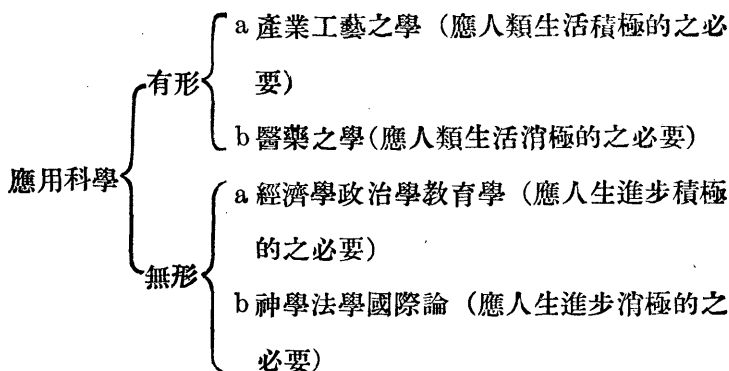 a 產業工藝之學（應人類生活積極的之必
有形
要）
b 醫藥之學（應人類生活消極的之必要）
應用科學
a 經濟學政治學教育學（應人生進步積極
的之必要）
無形
b 神學法學國際論（應人生進步消極的之
必要）